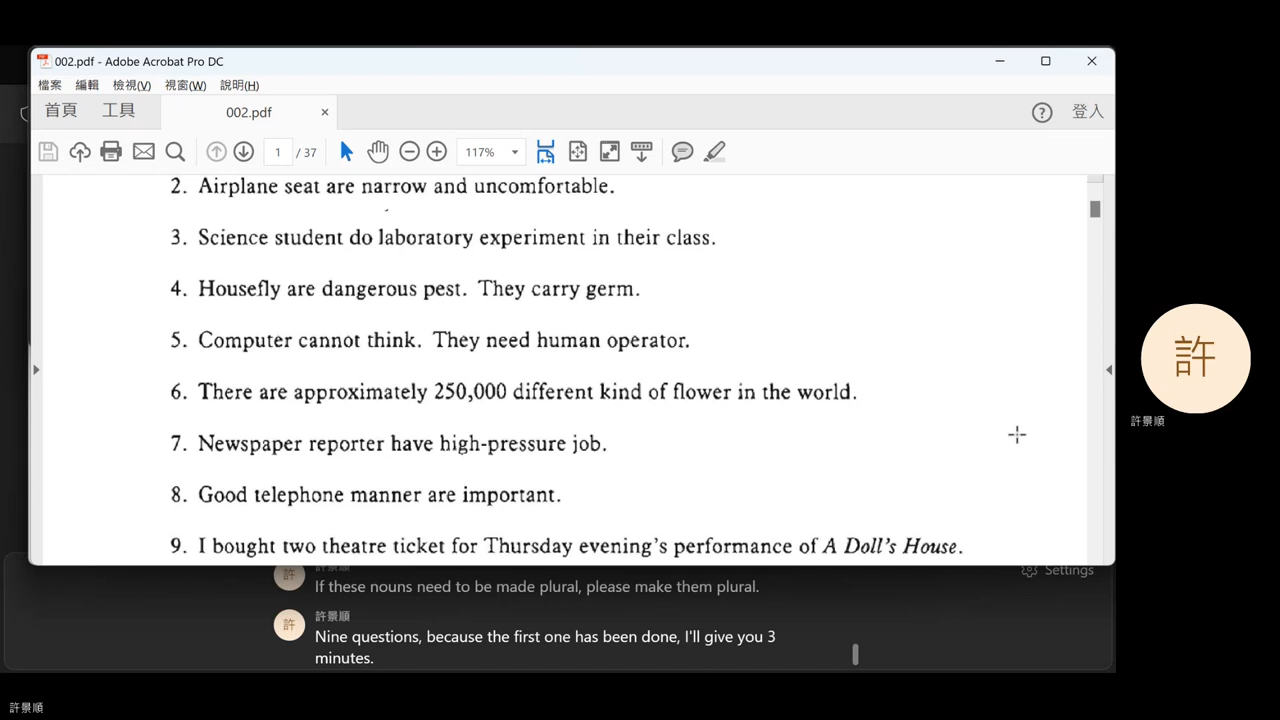 002.pdf - Adobe Acrobat Pro DC
檔案 編輯 檢視(V) 視窗(W) 說明(H)
首頁 工具 002.pdf × ? 登入
1 / 37 117%
2. Airplane seat are narrow and uncomfortable.
3. Science student do laboratory experiment in their class.
4. Housefly are dangerous pest. They carry germ.
5. Computer cannot think. They need human operator.
6. There are approximately 250,000 different kind of flower in the world.
7. Newspaper reporter have high-pressure job.
8. Good telephone manner are important.
9. I bought two theatre ticket for Thursday evening's performance of A Doll's House.
許
許景順
許景順
許
If these nouns need to be made plural, please make them plural.
Settings
許景順
許
Nine questions, because the first one has been done, I'll give you 3
minutes.
許景順